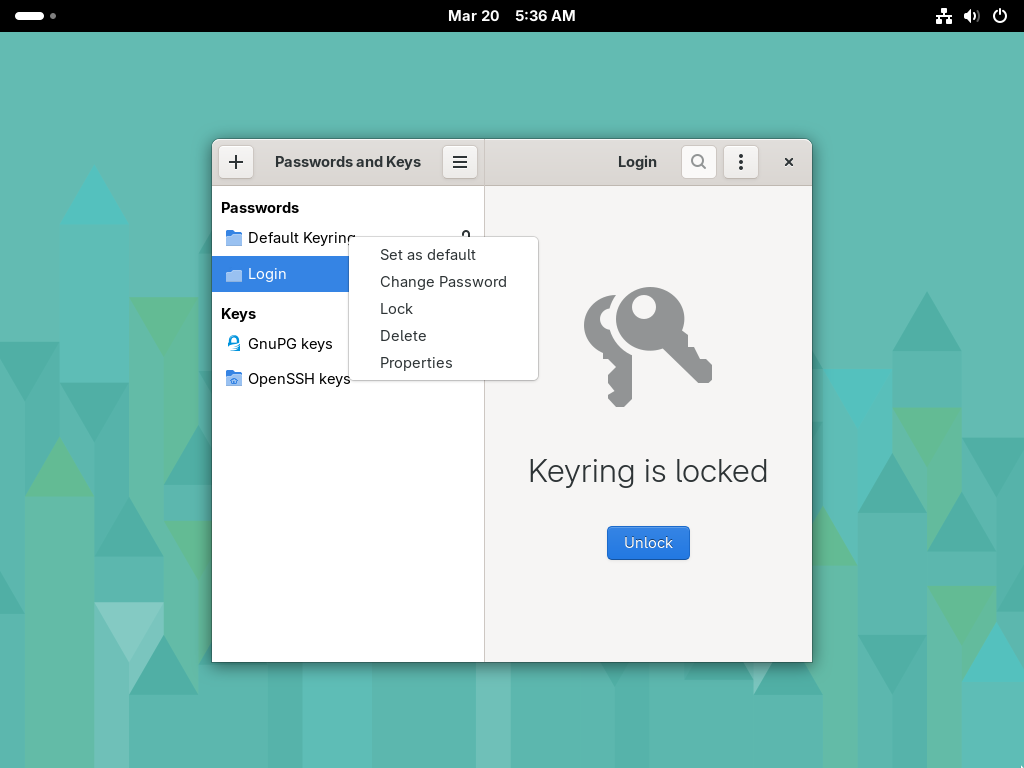 Mar 20 5:36 AM
Passwords and Keys
Login
Passwords
Default Keyring
Login
Set as default
Change Password
Lock
Delete
Properties
Keys
GnuPG keys
OpenSSH keys
Keyring is locked
Unlock